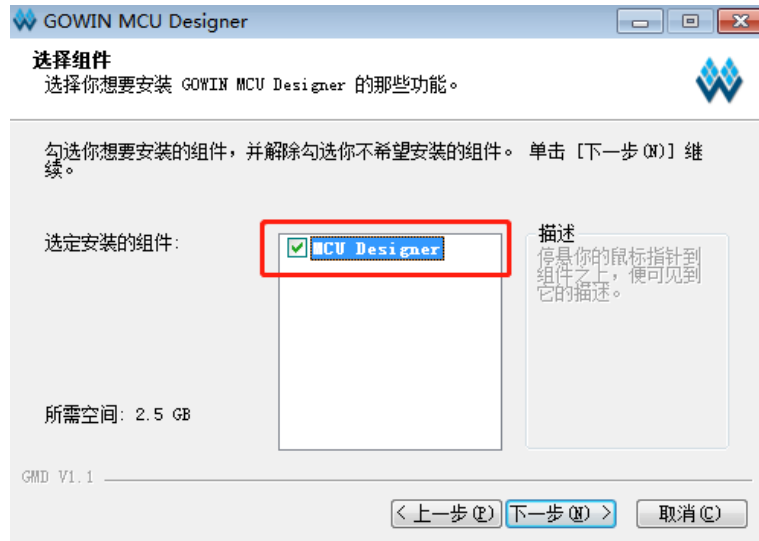 GOWIN MCU Designer
选择组件
选择你想要安装 GOWIN MCU Designer 的那些功能。
勾选你想要安装的组件，并解除勾选你不希望安装的组件。 单击 [下一步(N)] 继
续。
选定安装的组件:
MCU Designer
描述
停悬你的鼠标指针到
组件之上，便可见到
它的描述。
所需空间: 2.5 GB
GMD V1.1
< 上一步(P)
下一步(N) >
取消(C)